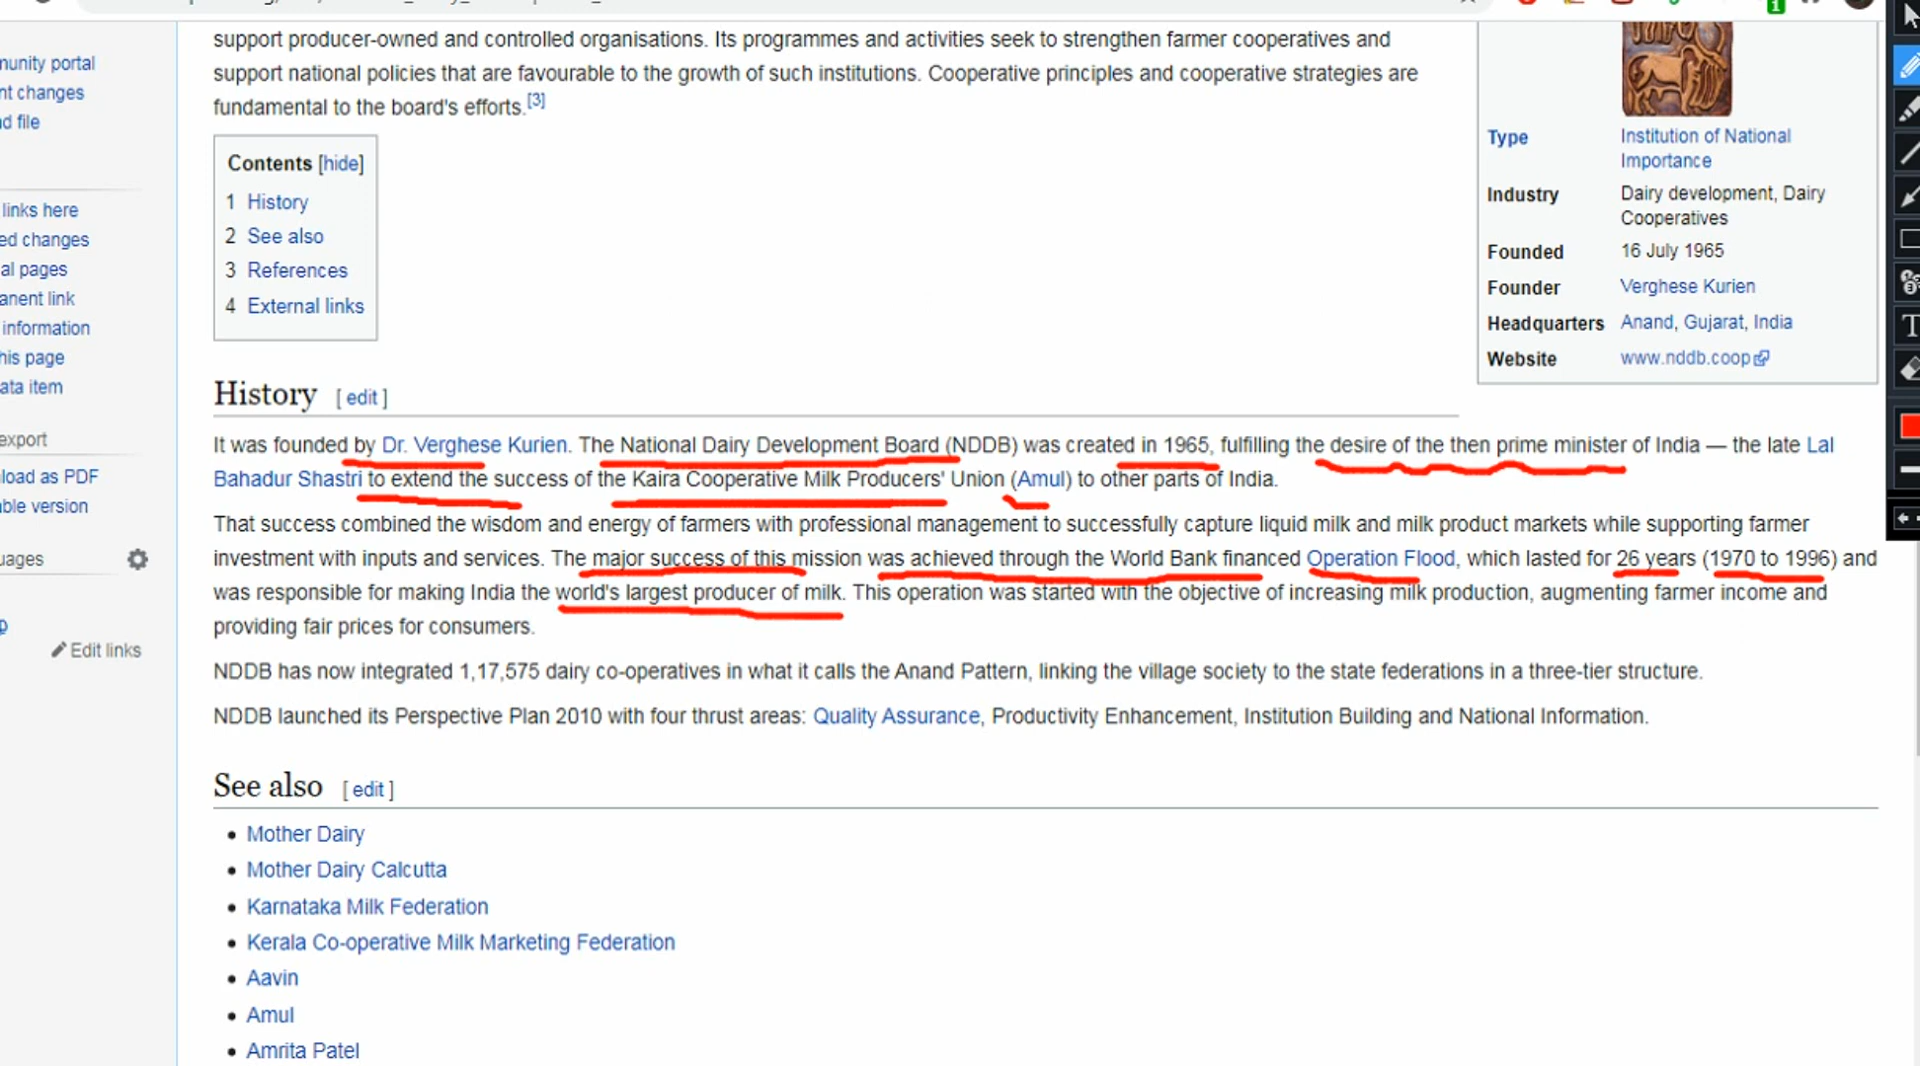 support producer-owned and controlled organisations. Its programmes and activities seek to strengthen farmer cooperatives and
support national policies that are favourable to the growth of such institutions. Cooperative principles and cooperative strategies are
fundamental to the board's efforts.[3]
Contents [hide]
1 History
2 See also
3 References
4 External links
Type Institution of National
Importance
Industry Dairy development, Dairy
Cooperatives
Founded 16 July 1965
Founder Verghese Kurien
Headquarters Anand, Gujarat, India
Website www.nddb.coop
nunity portal
nt changes
d file
links here
ed changes
al pages
anent link
information
his page
ata item
export
load as PDF
ble version
uages
Edit links
History [ edit ]
It was founded by Dr. Verghese Kurien. The National Dairy Development Board (NDDB) was created in 1965, fulfilling the desire of the then prime minister of India — the late Lal
Bahadur Shastri to extend the success of the Kaira Cooperative Milk Producers' Union (Amul) to other parts of India.
That success combined the wisdom and energy of farmers with professional management to successfully capture liquid milk and milk product markets while supporting farmer
investment with inputs and services. The major success of this mission was achieved through the World Bank financed Operation Flood, which lasted for 26 years (1970 to 1996) and
was responsible for making India the world's largest producer of milk. This operation was started with the objective of increasing milk production, augmenting farmer income and
providing fair prices for consumers.
NDDB has now integrated 1,17,575 dairy co-operatives in what it calls the Anand Pattern, linking the village society to the state federations in a three-tier structure.
NDDB launched its Perspective Plan 2010 with four thrust areas: Quality Assurance, Productivity Enhancement, Institution Building and National Information.
See also [ edit ]
• Mother Dairy
• Mother Dairy Calcutta
• Karnataka Milk Federation
• Kerala Co-operative Milk Marketing Federation
• Aavin
• Amul
• Amrita Patel